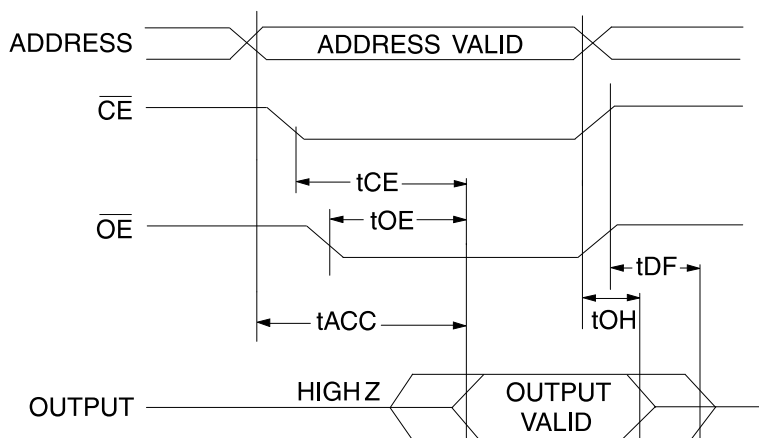 ADDRESS
ADDRESS VALID
CE
tCE
OE
tOE
tDF
tACC
tOH
OUTPUT
HIGH Z
OUTPUT
VALID